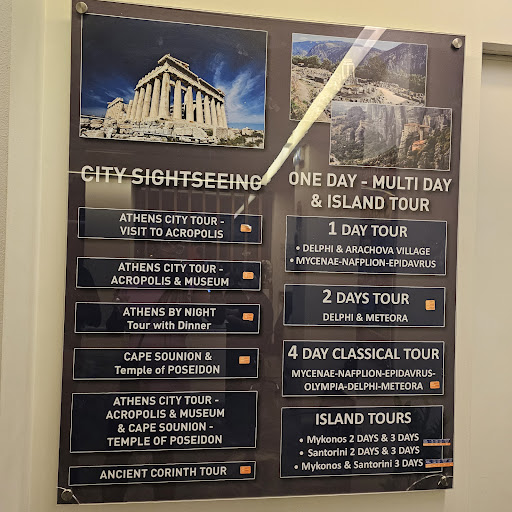 CITY SIGHTSEEING
ATHENS CITY TOUR -
VISIT TO ACROPOLIS
ATHENS CITY TOUR -
ACROPOLIS & MUSEUM
ATHENS BY NIGHT
Tour with Dinner
CAPE SOUNION &
Temple of POSEIDON
ATHENS CITY TOUR -
ACROPOLIS & MUSEUM
& CAPE SOUNION -
TEMPLE OF POSEIDON
ANCIENT CORINTH TOUR
ONE DAY - MULTI DAY
& ISLAND TOUR
1 DAY TOUR
• DELPHI & ARACHOVA VILLAGE
• MYCENAE-NAFPLION-EPIDAVRUS
2 DAYS TOUR
DELPHI & METEORA
4 DAY CLASSICAL TOUR
MYCENAE-NAFPLION-EPIDAVRUS-
OLYMPIA-DELPHI-METEORA
ISLAND TOURS
• Mykonos 2 DAYS & 3 DAYS
• Santorini 2 DAYS & 3 DAYS
• Mykonos & Santorini 3 DAYS